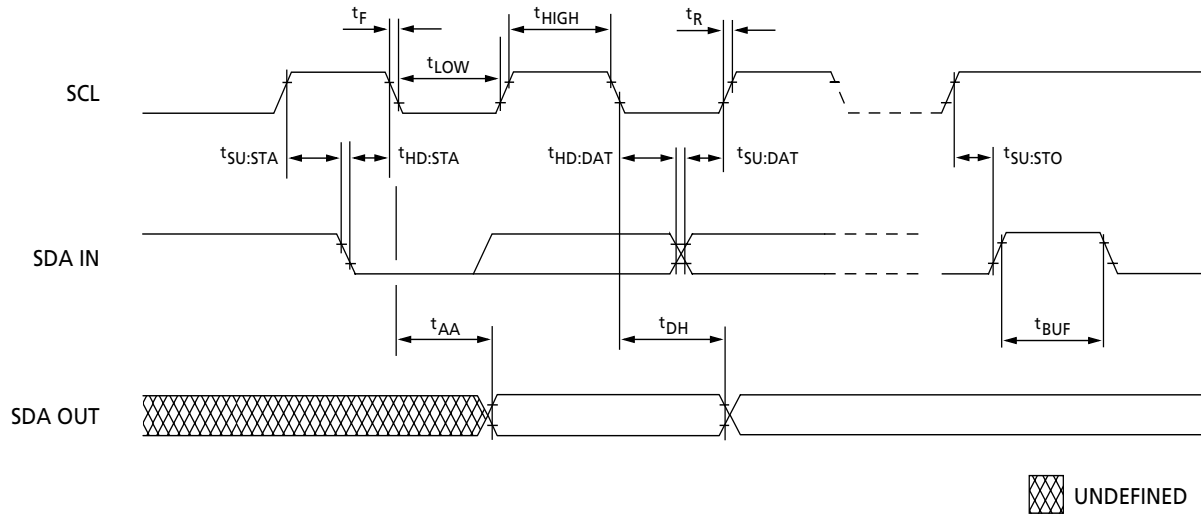 tF
tHIGH
tR
tLOW
SCL
tSU:STA
tHD:STA
tHD:DAT
tSU:DAT
tSU:STO
SDA IN
tAA
tDH
tBUF
SDA OUT
UNDEFINED